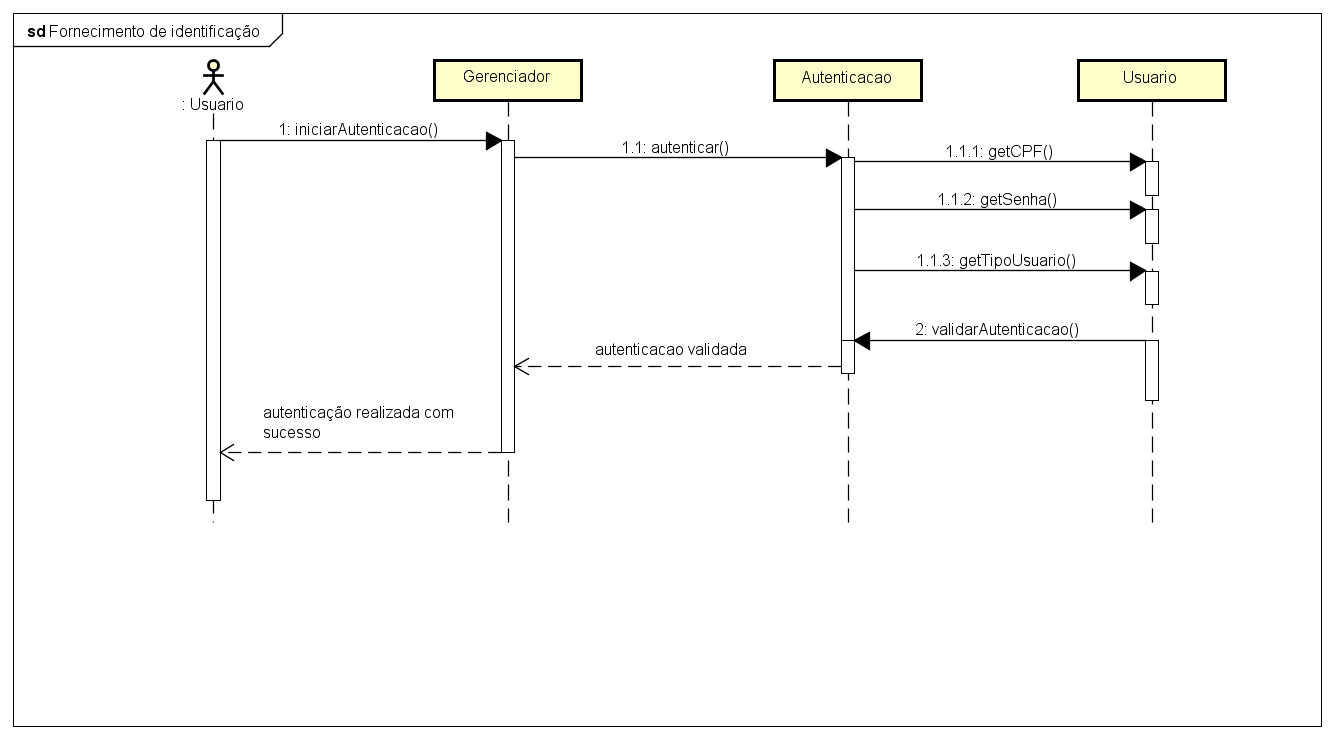 sd Fornecimento de identificação
: Usuario
Gerenciador
Autenticacao
Usuario
1: iniciarAutenticacao()
1.1: autenticar()
1.1.1: getCPF()
1.1.2: getSenha()
1.1.3: getTipoUsuario()
2: validarAutenticacao()
autenticacao validada
autenticação realizada com
sucesso